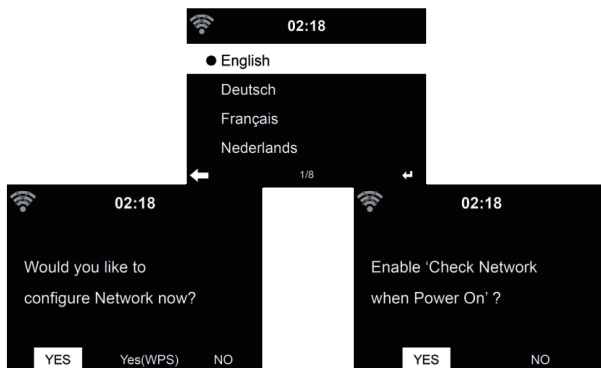 02:18
English
Deutsch
Français
Nederlands
1/8
02:18
Would you like to
configure Network now?
YES Yes(WPS) NO
02:18
Enable ‘Check Network
when Power On’ ?
YES NO